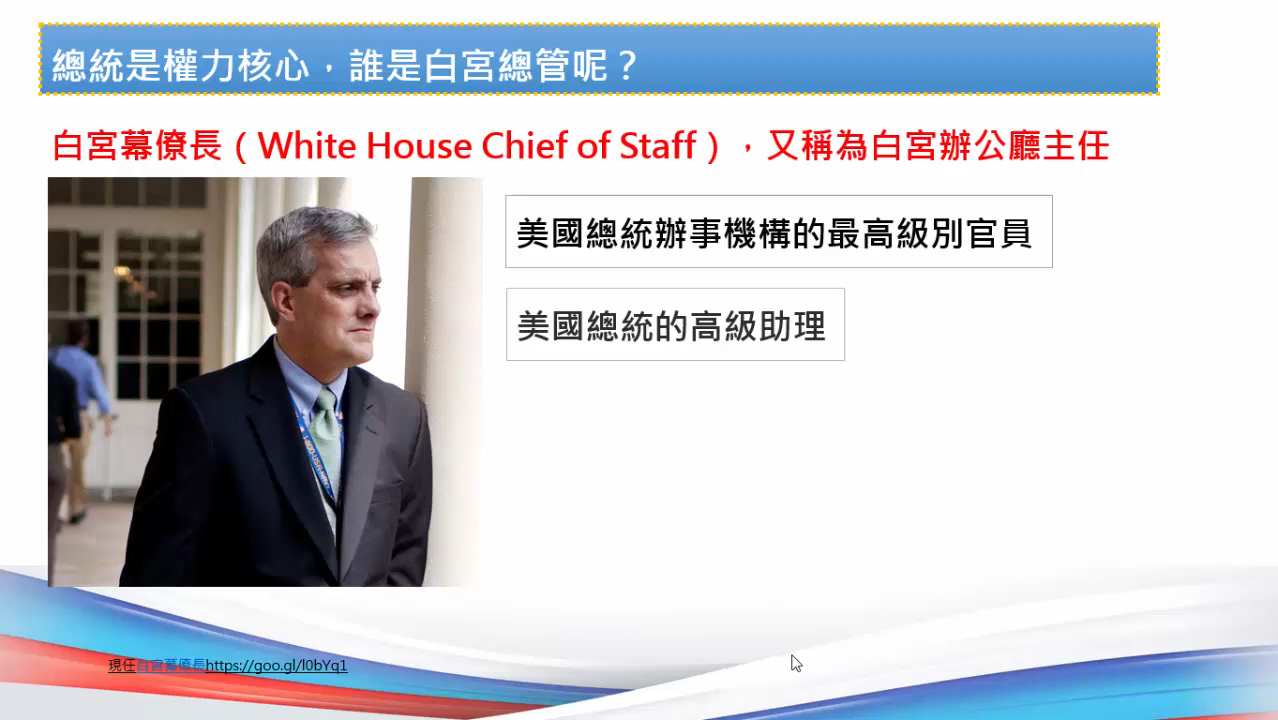 總統是權力核心，誰是白宮總管呢？
白宮幕僚長（White House Chief of Staff），又稱為白宮辦公廳主任
美國總統辦事機構的最高級別官員
美國總統的高級助理
現任白宮幕僚長https://goo.gl/l0bYq1